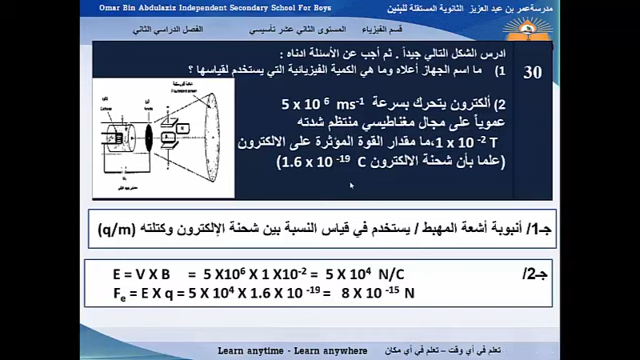 Omar Bin Abdulaziz Independent Secondary School For Boys
مدرسةعمر بن عبد العزيز الثانوية المستقلة للبنين
قسم الفيزياء
المستوى الثاني عشر تأسيسي
الفصل الدراسي الثاني
30
ادرس الشكل التالي جيداً . ثم أجب عن الأسئلة ادناه :
1) ما اسم الجهاز أعلاه وما هي الكمية الفيزيائية التي يستخدم لقياسها ؟
2) ألكترون يتحرك بسرعة 5 x 10 6 ms-1
عمودياً على مجال مغناطيسي منتظم شدته
1 x 10 -2 T ،ما مقدار القوة المؤثرة على الالكترون
(علما بأن شحنة الالكترون 1.6 x 10 -19 C)
جـ1/ أنبوبة أشعة المهبط / يستخدم في قياس النسبة بين شحنة الإلكترون وكتلته (q/m)
جـ2/
E = V X B = 5 X10⁶ X 1 X10⁻² = 5 X 10⁴ N/C
Fₑ = E X q = 5 X 10⁴ X 1.6 X 10 ⁻¹⁹ = 8 X 10 ⁻¹⁵ N
Learn anytime - Learn anywhere
تعلم في أي وقت – تعلم في أي مكان